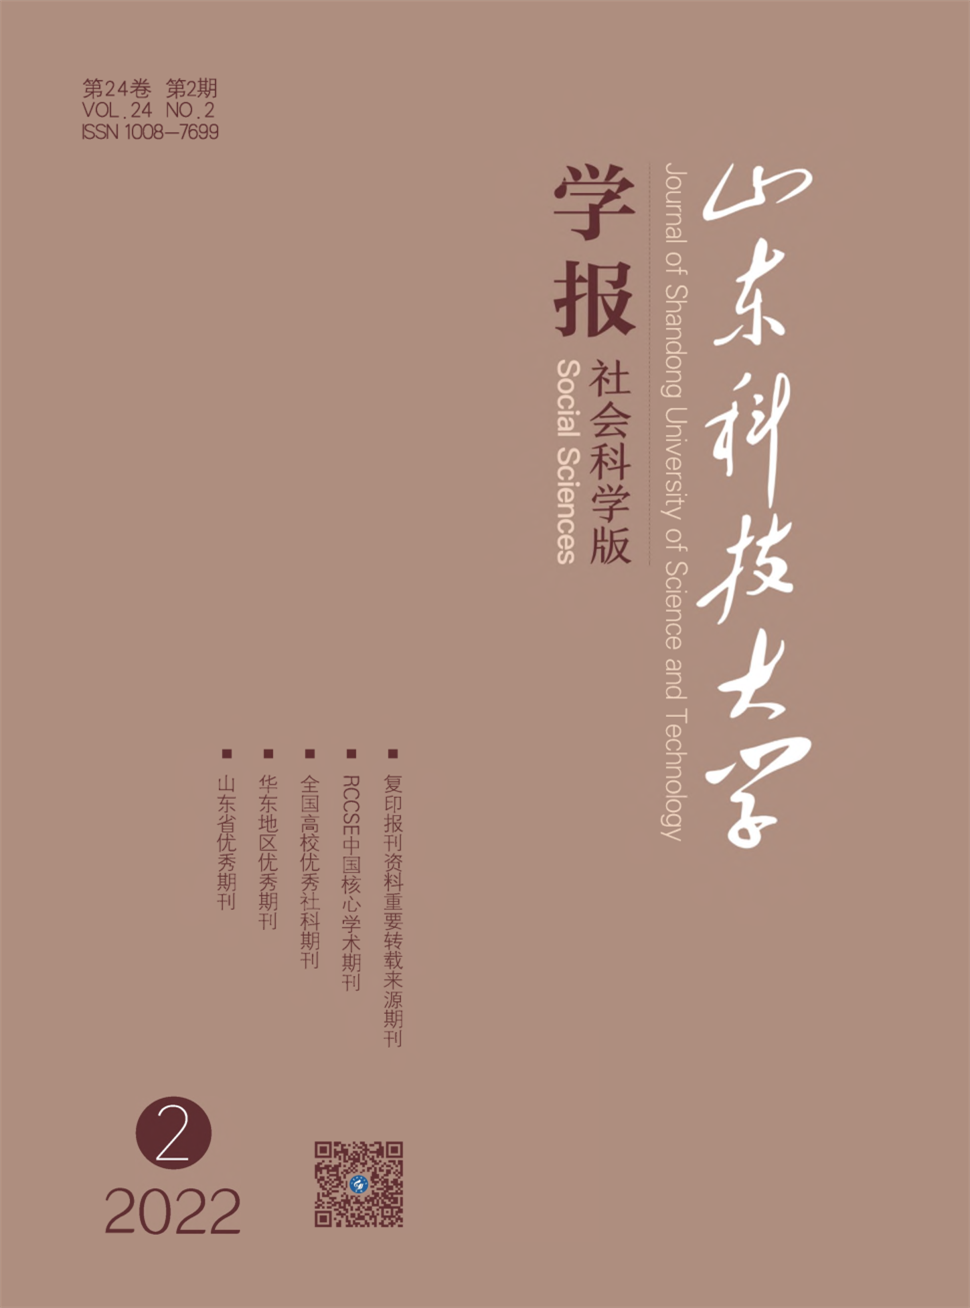 第24卷 第2期
VOL.24 NO.2
ISSN 1008-7699
山东科技大学
Journal of Shandong University of Science and Technology
学报
社会科学版
Social Sciences
■ 复印报刊资料重要转载来源期刊
■ RCCSE中国核心学术期刊
■ 全国高校优秀社科期刊
■ 华东地区优秀期刊
■ 山东省优秀期刊
2
2022